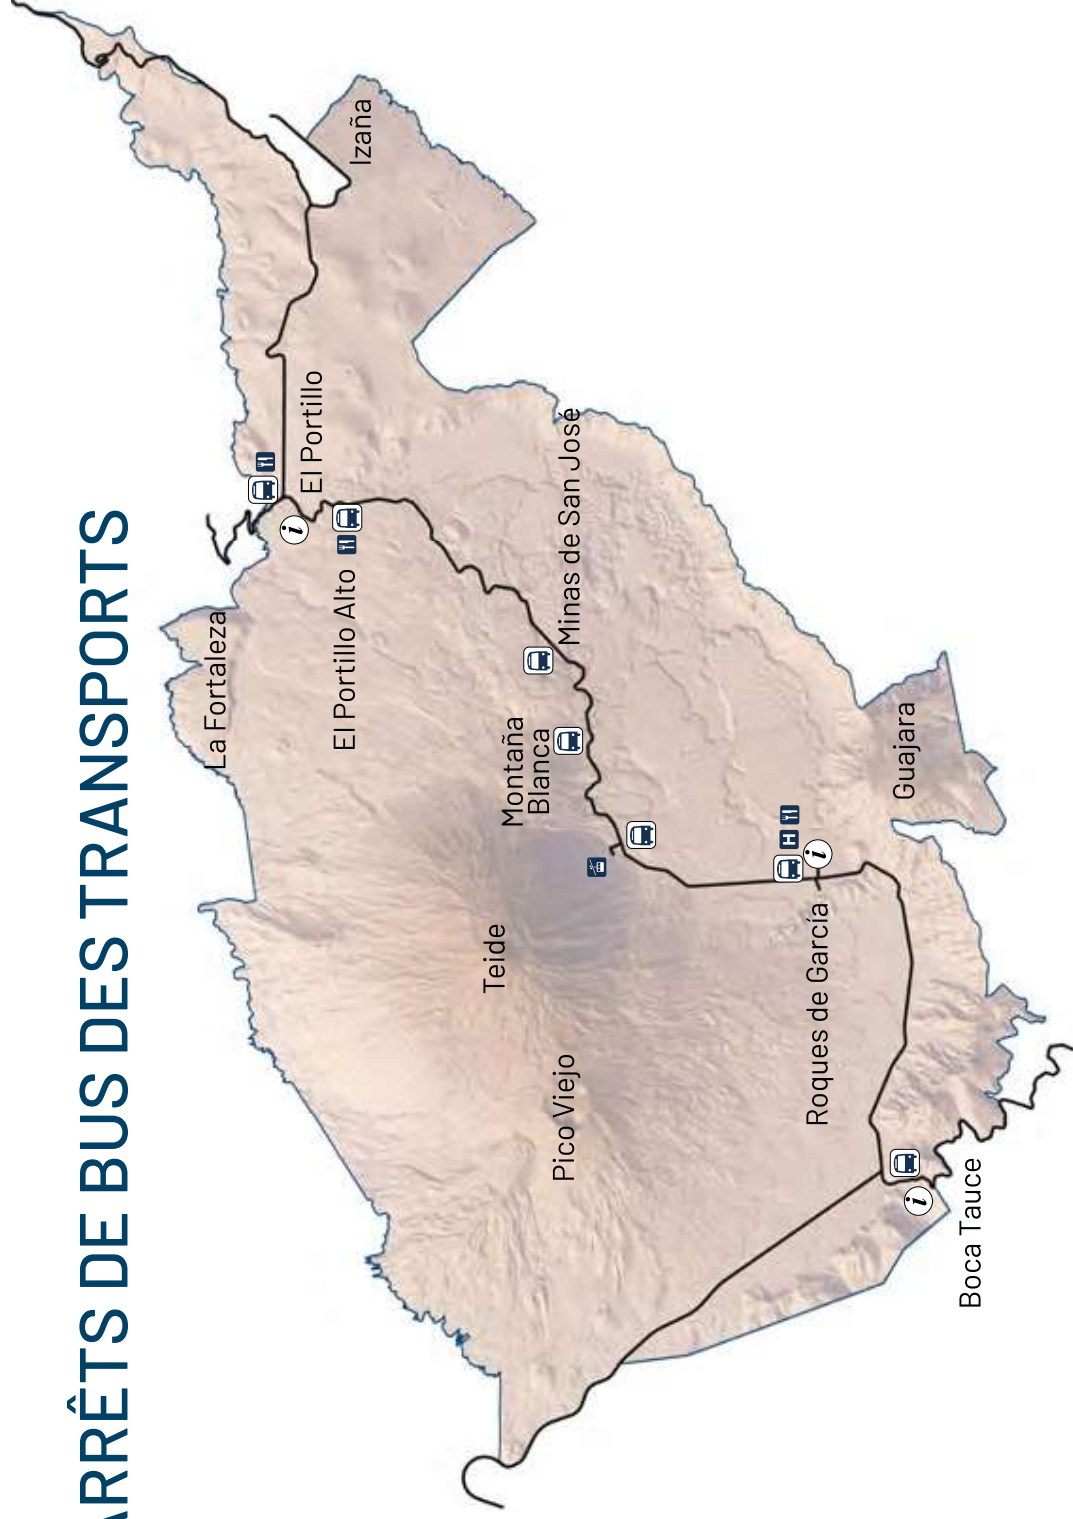 ARRÊTS DE BUS DES TRANSPORTS
La Fortaleza
El Portillo
Izaña
El Portillo Alto
Minas de San José
Montaña
Blanca
Teide
Pico Viejo
Roques de García
Guajara
Boca Tauce
i
i
i
H